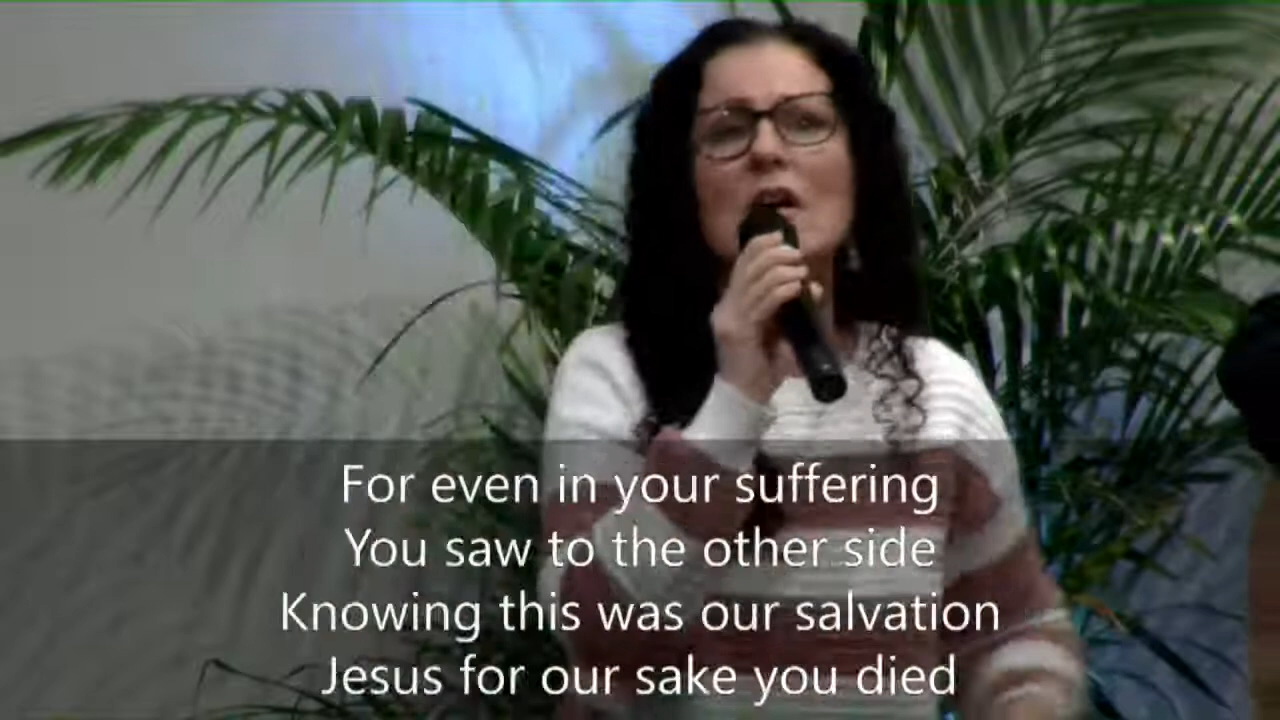 For even in your suffering
You saw to the other side
Knowing this was our salvation
Jesus for our sake you died